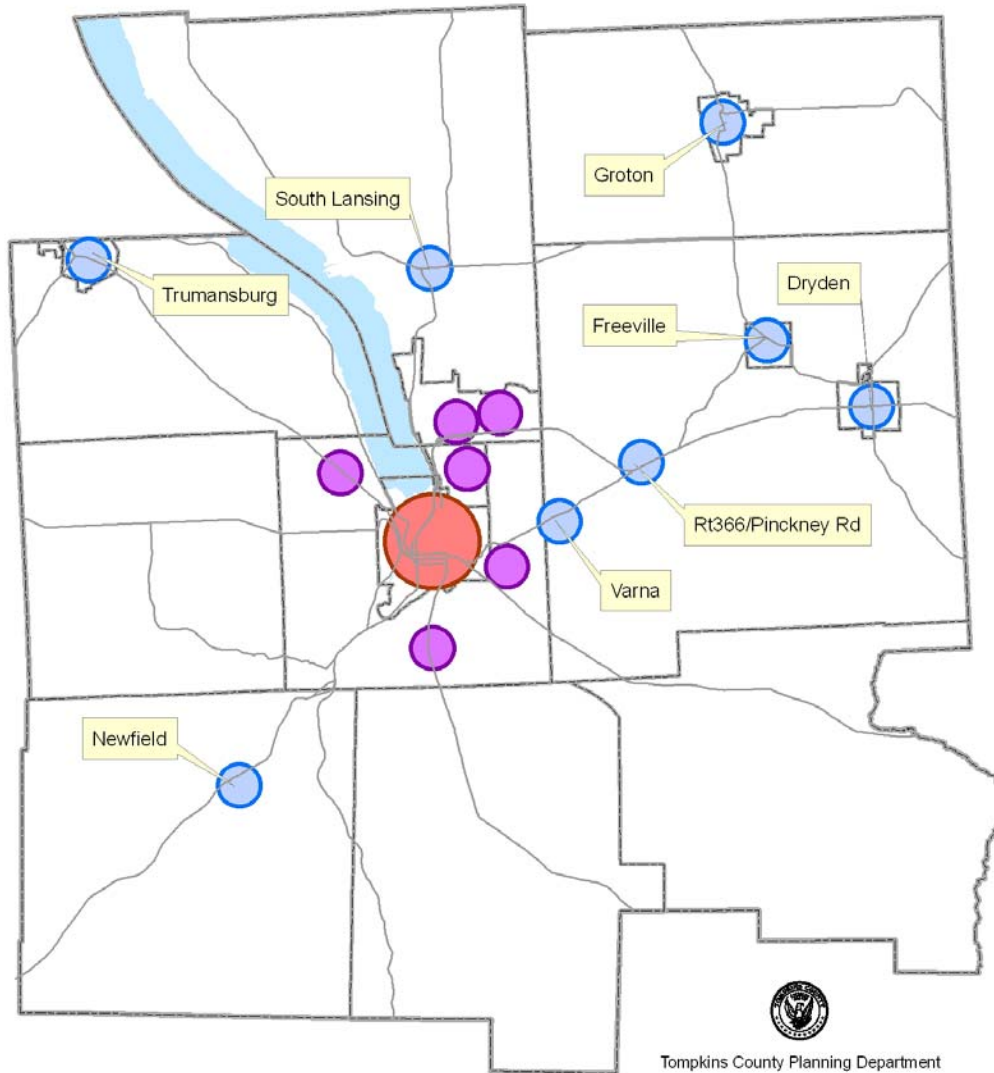 Groton
South Lansing
Dryden
Trumansburg
Freeville
Rt366/Pinckney Rd
Varna
Newfield
Tompkins County Planning Department